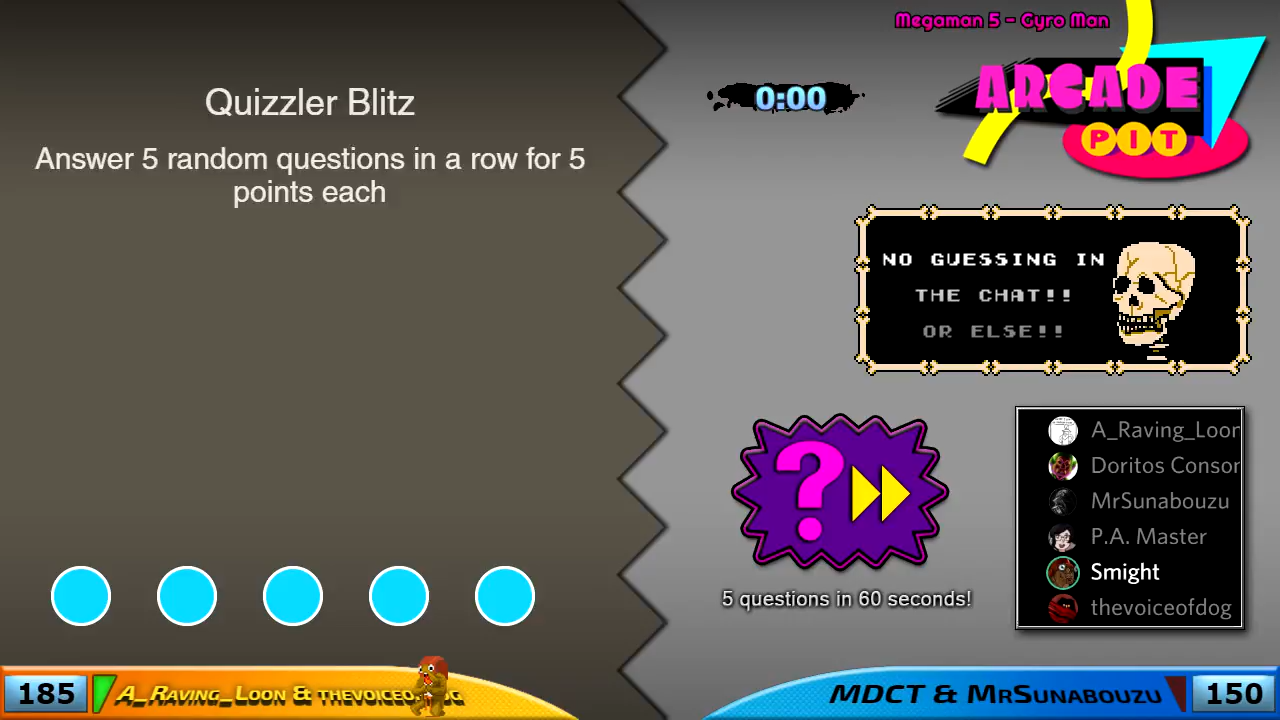 Megaman 5 - Gyro Man
ARCADE
PIT
Quizzler Blitz
0:00
Answer 5 random questions in a row for 5
points each
NO GUESSING IN
THE CHAT!!
OR ELSE!!
?
5 questions in 60 seconds!
A_Raving_Loon
Doritos Consor
MrSunabouzu
P.A. Master
Smight
thevoiceofdog
185
A_Raving_Loon &
MDCT & MrSunabouzu
150